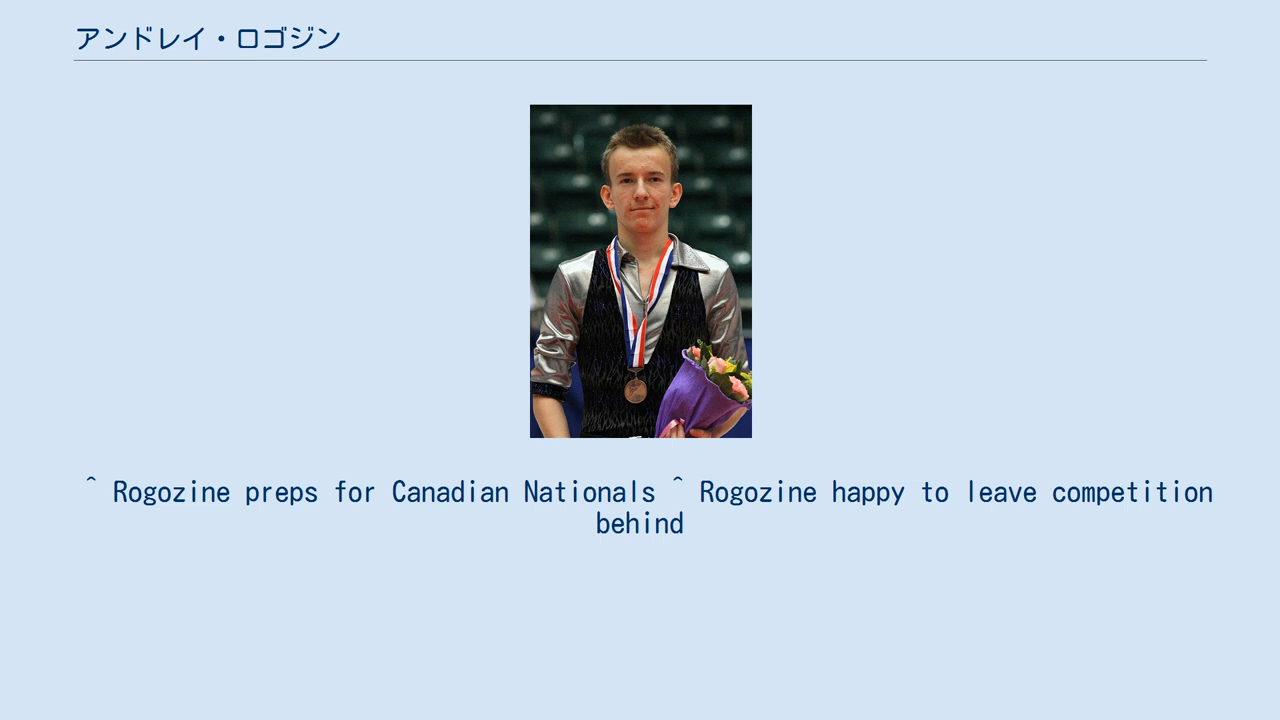 アンドレイ・ロゴジン
^ Rogozine preps for Canadian Nationals ^ Rogozine happy to leave competition
behind